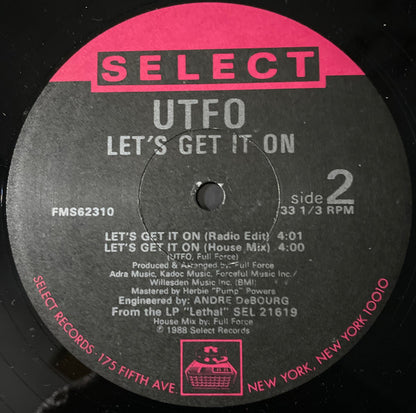 SELECT
UTFO
LET'S GET IT ON
side 2
FMS62310
33 1/3 RPM
LET'S GET IT ON (Radio Edit) 4:01
LET'S GET IT ON (House Mix) 4:00
(UTFO, Full Force)
Produced & Arranged by: Full Force
Adra Music, Kadoc Music, Forceful Music Inc./
Willesden Music Inc. (BMI)
Mastered by Herbie "Pump" Powers
Engineered by: ANDRE DeBOURG
From the LP "Lethal" SEL 21619
House Mix by: Full Force
℗ 1988 Select Records
SELECT RECORDS, 175 FIFTH AVE. NEW YORK, NEW YORK 10010